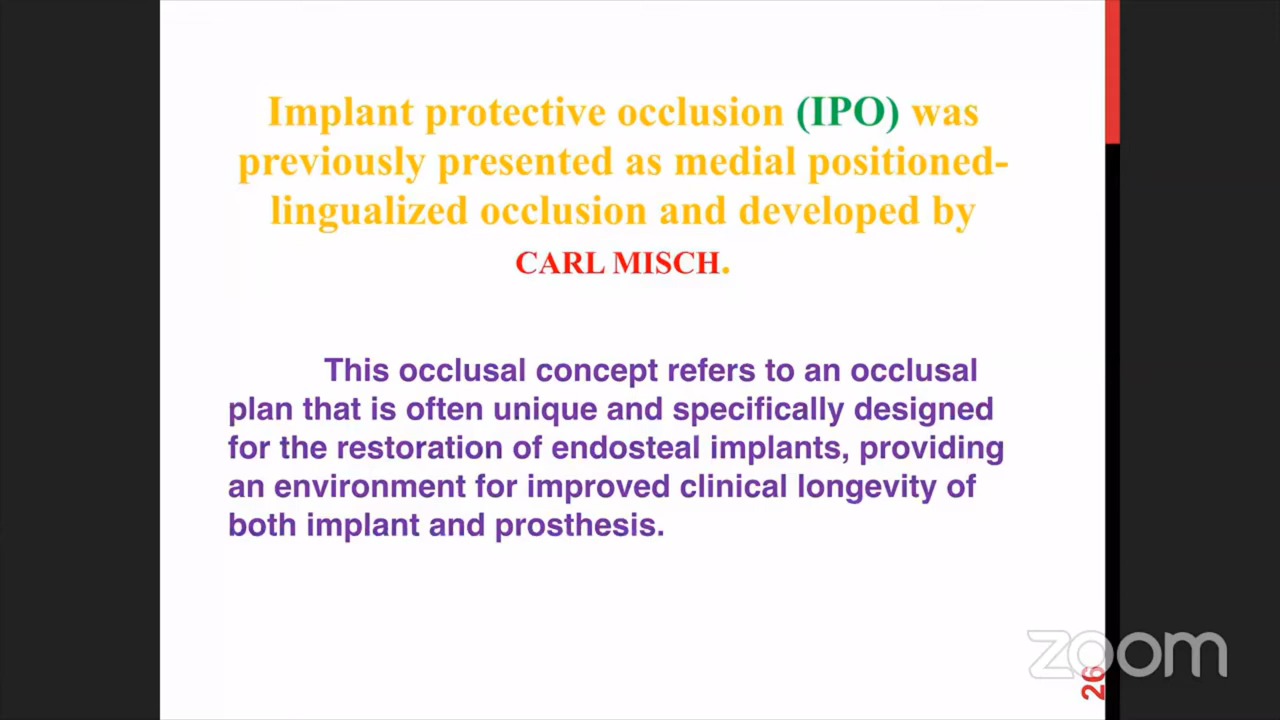 Implant protective occlusion (IPO) was
previously presented as medial positioned-
lingualized occlusion and developed by
CARL MISCH.
This occlusal concept refers to an occlusal
plan that is often unique and specifically designed
for the restoration of endosteal implants, providing
an environment for improved clinical longevity of
both implant and prosthesis.
zoom
26